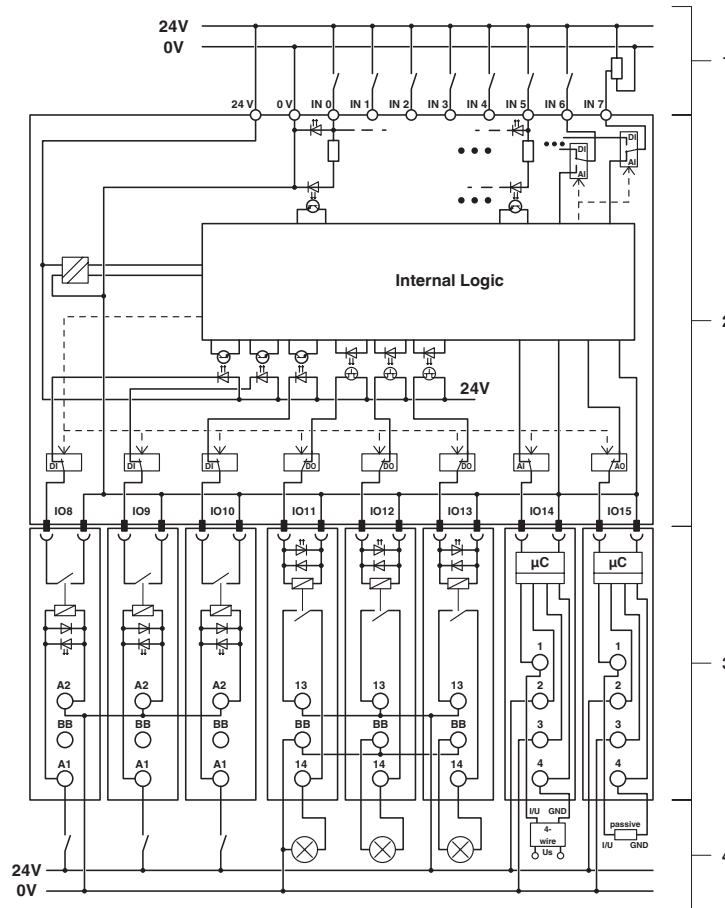 24V
0V
1
24 V 0 V IN 0 IN 1 IN 2 IN 3 IN 4 IN 5 IN 6 IN 7
DI
DI
AI
AI
Internal Logic
2
24V
DI DI DI DO DO DO AI AO
IO8 IO9 IO10 IO11 IO12 IO13 IO14 IO15
µC µC
1 1
3
A2 A2 A2 13 13 13 2 2
BB BB BB BB BB BB 3 3
A1 A1 A1 14 14 14 4 4
I/U GND
passive
4-
wire
I/U GND
Us
4
24V
0V